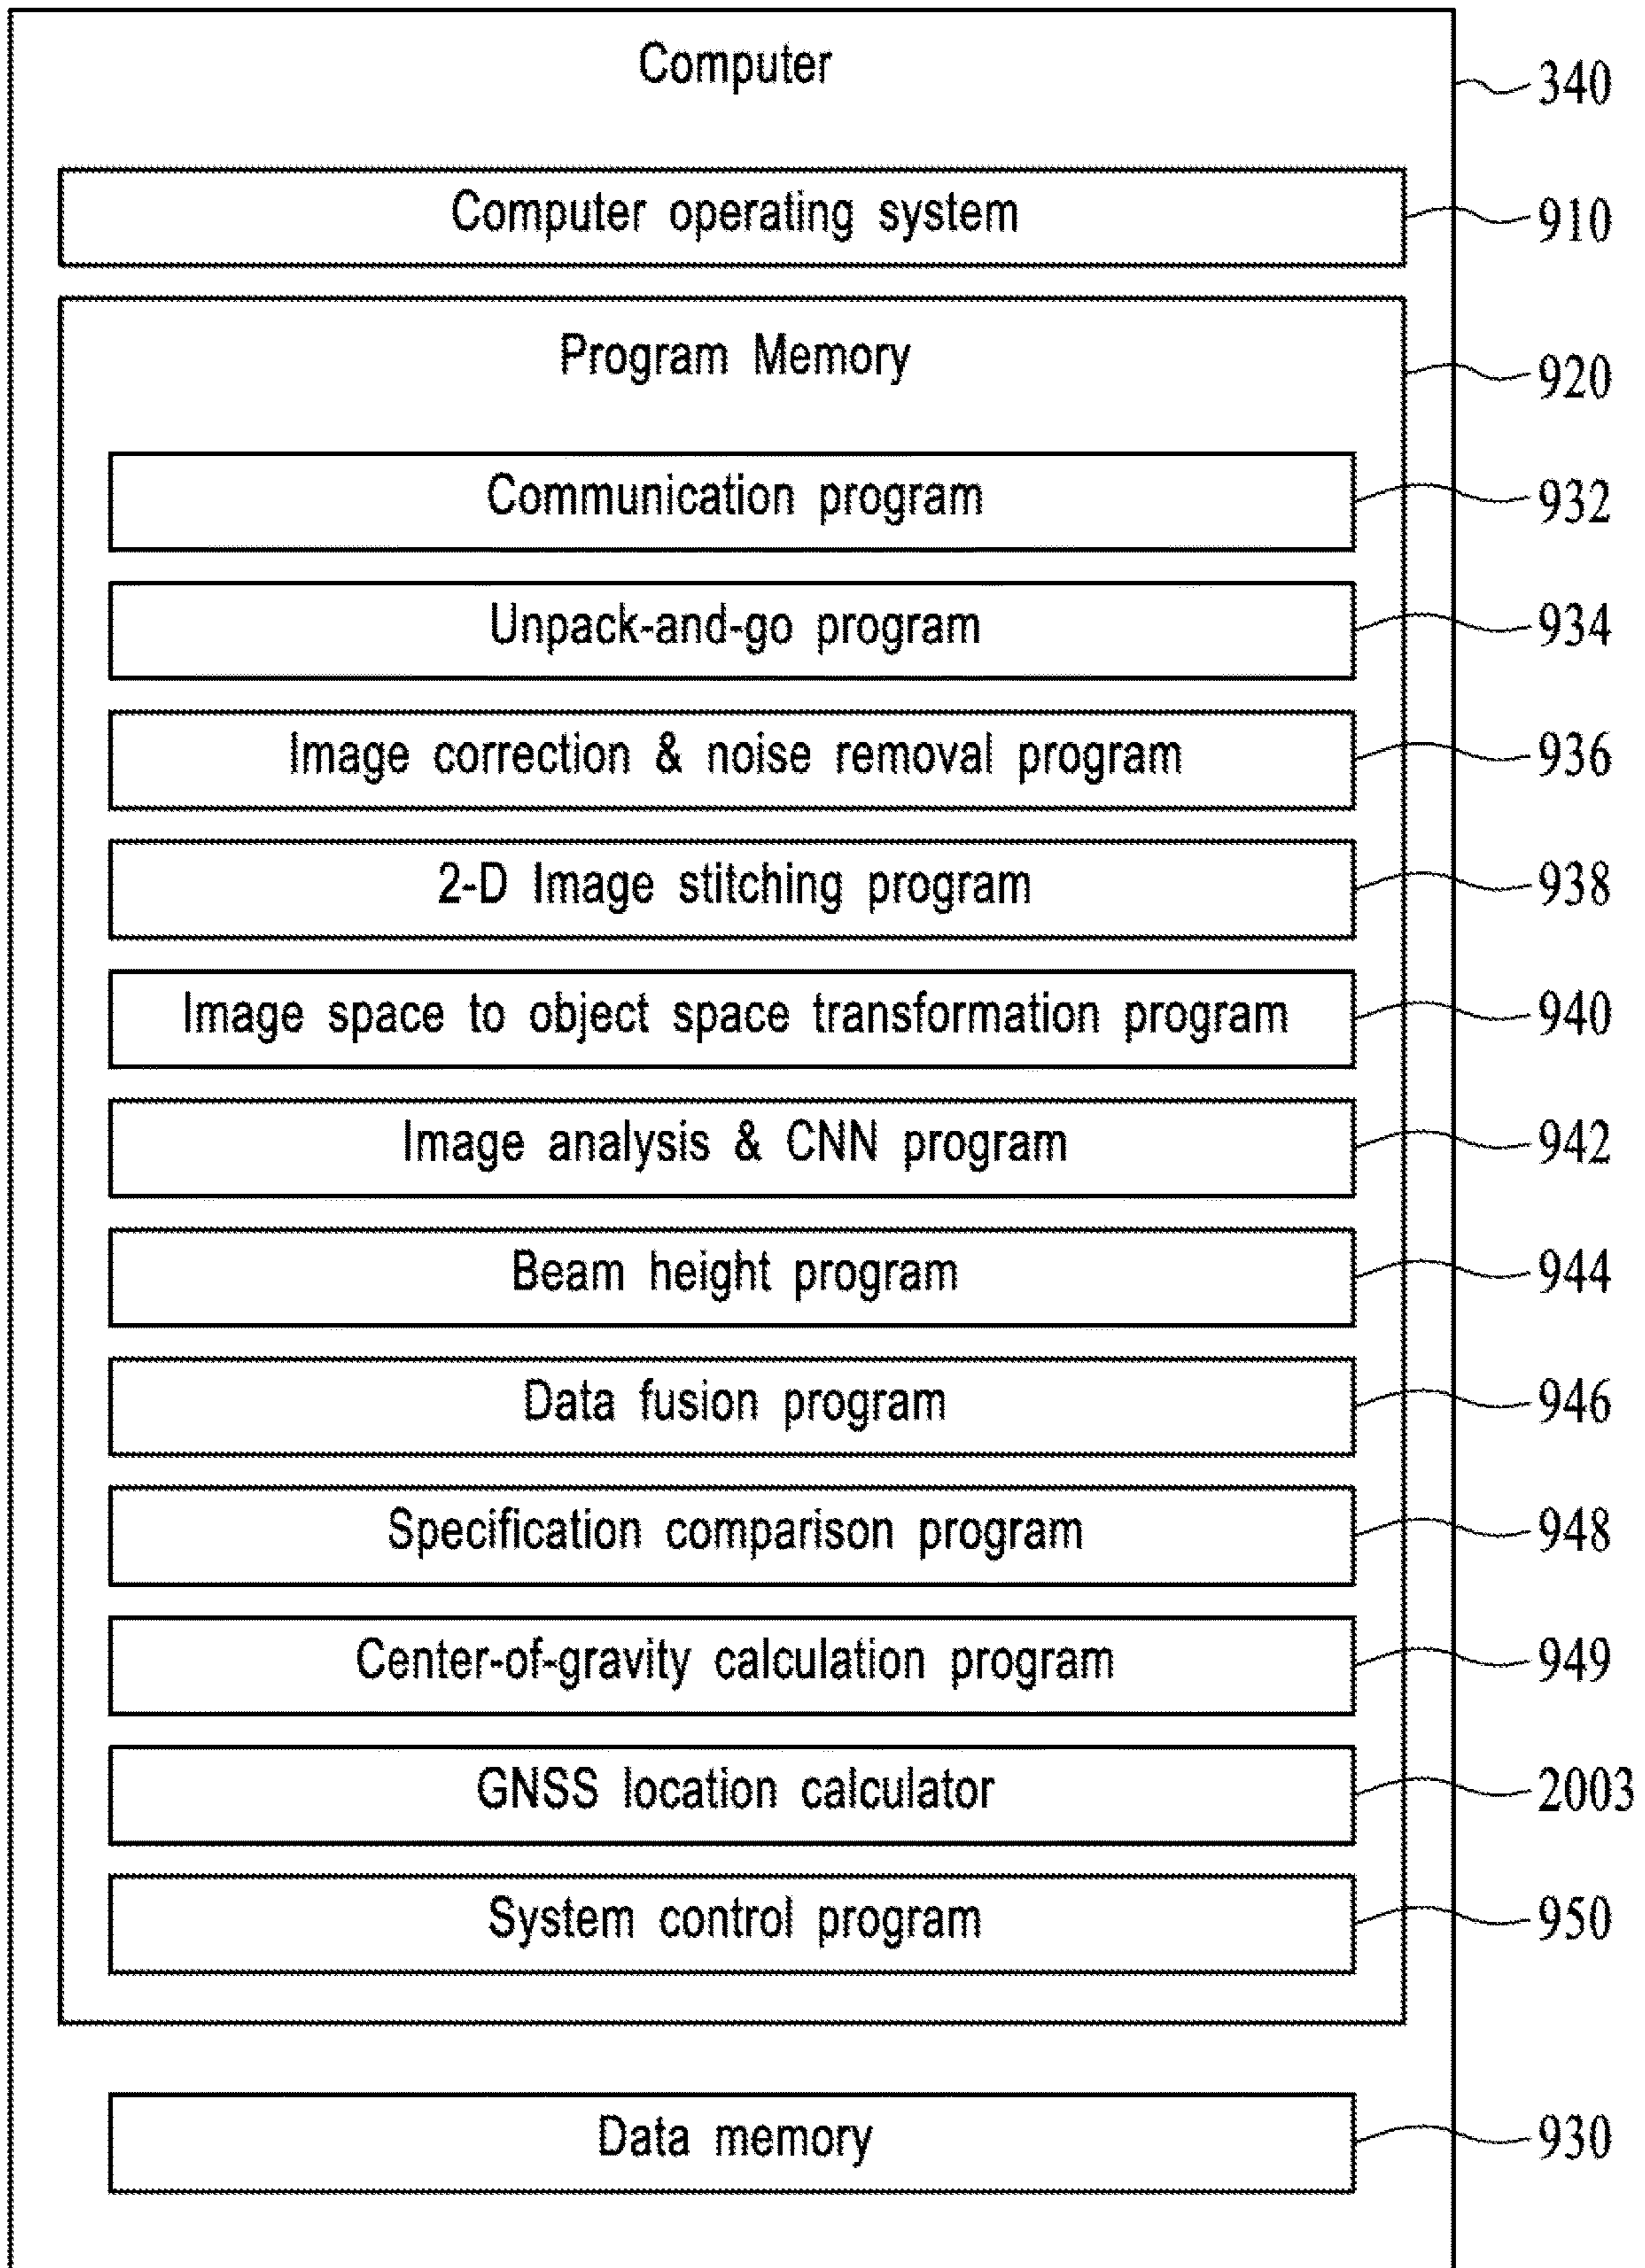 Computer 340
Computer operating system 910
Program Memory 920
Communication program 932
Unpack-and-go program 934
Image correction & noise removal program 936
2-D Image stitching program 938
Image space to object space transformation program 940
Image analysis & CNN program 942
Beam height program 944
Data fusion program 946
Specification comparison program 948
Center-of-gravity calculation program 949
GNSS location calculator 2003
System control program 950
Data memory 930